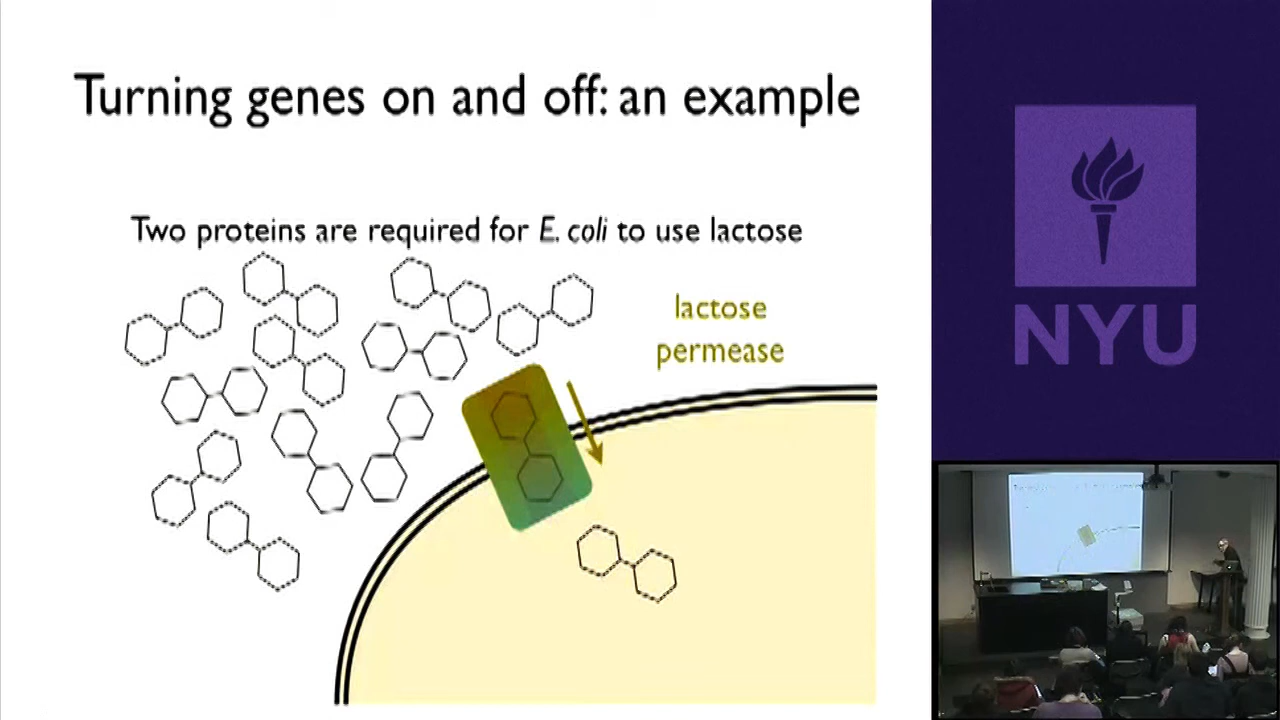 Turning genes on and off: an example
Two proteins are required for E. coli to use lactose
lactose
permease
NYU